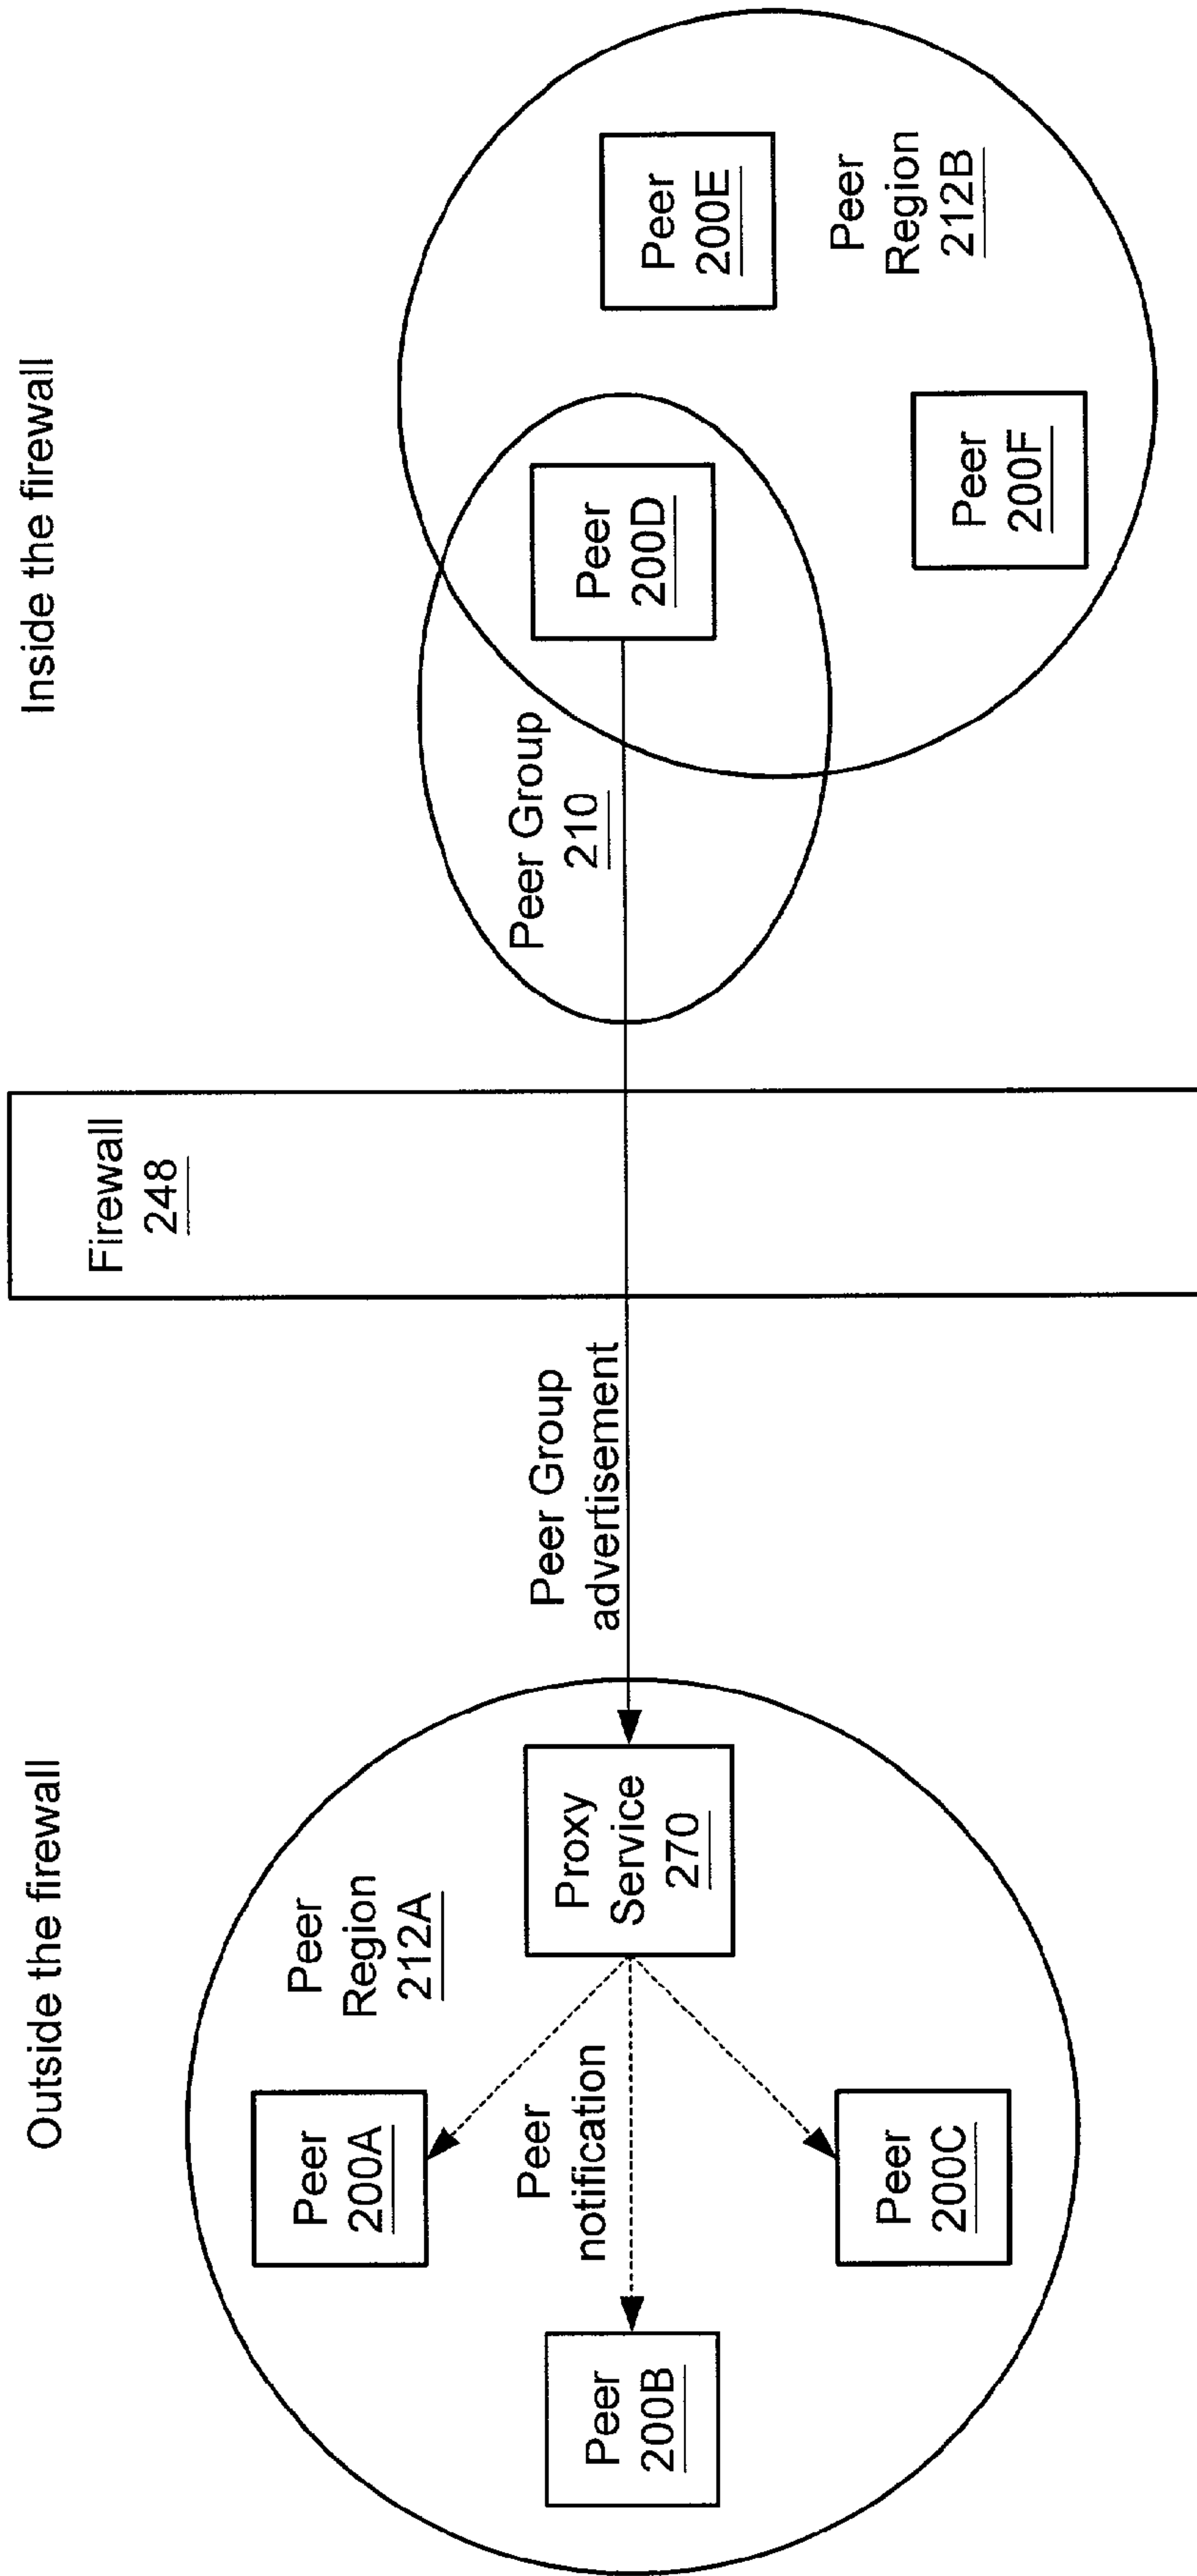 Outside the firewall
Inside the firewall
Peer
200A
Peer
Region
212A
Peer
notification
Peer
200B
Peer
200C
Proxy
Service
270
Peer Group
advertisement
Firewall
248
Peer Group
210
Peer
200D
Peer
200E
Peer
Region
212B
Peer
200F